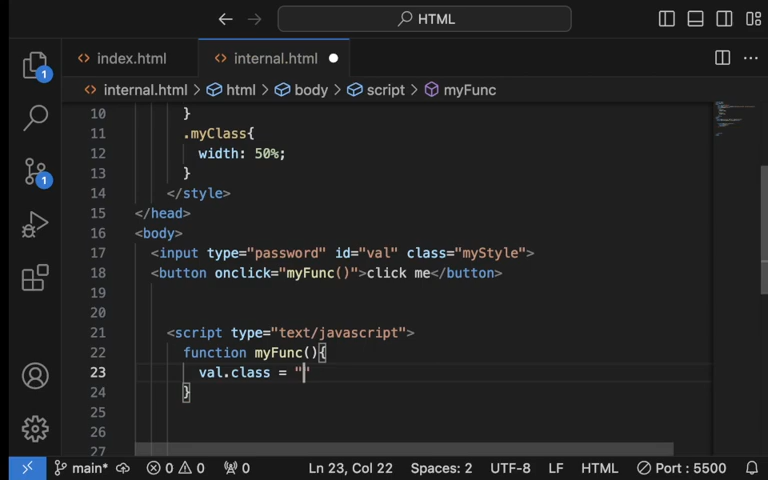 HTML
index.html
internal.html
internal.html > html > body > script > myFunc
10 }
11 .myClass{
12 width: 50%;
13 }
14 </style>
15 </head>
16 <body>
17 <input type="password" id="val" class="myStyle">
18 <button onclick="myFunc()">click me</button>
19
20
21 <script type="text/javascript">
22 function myFunc(){
23 val.class = ""
24 }
25
26
27
1
1
main* 0 0 0 Ln 23, Col 22 Spaces: 2 UTF-8 LF HTML Port : 5500